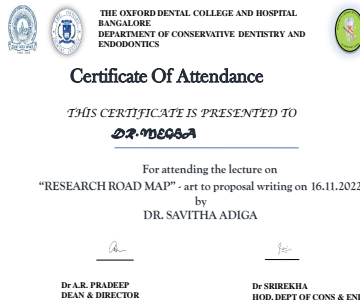 THE OXFORD DENTAL COLLEGE AND HOSPITAL
BANGALORE
DEPARTMENT OF CONSERVATIVE DENTISTRY AND
ENDODONTICS
Certificate Of Attendance
THIS CERTIFICATE IS PRESENTED TO
DR. MEGHA
For attending the lecture on
“RESEARCH ROAD MAP” - art to proposal writing on 16.11.2022
by
DR. SAVITHA ADIGA
Dr A.R. PRADEEP
DEAN & DIRECTOR
Dr SRIREKHA
HOD. DEPT OF CONS &